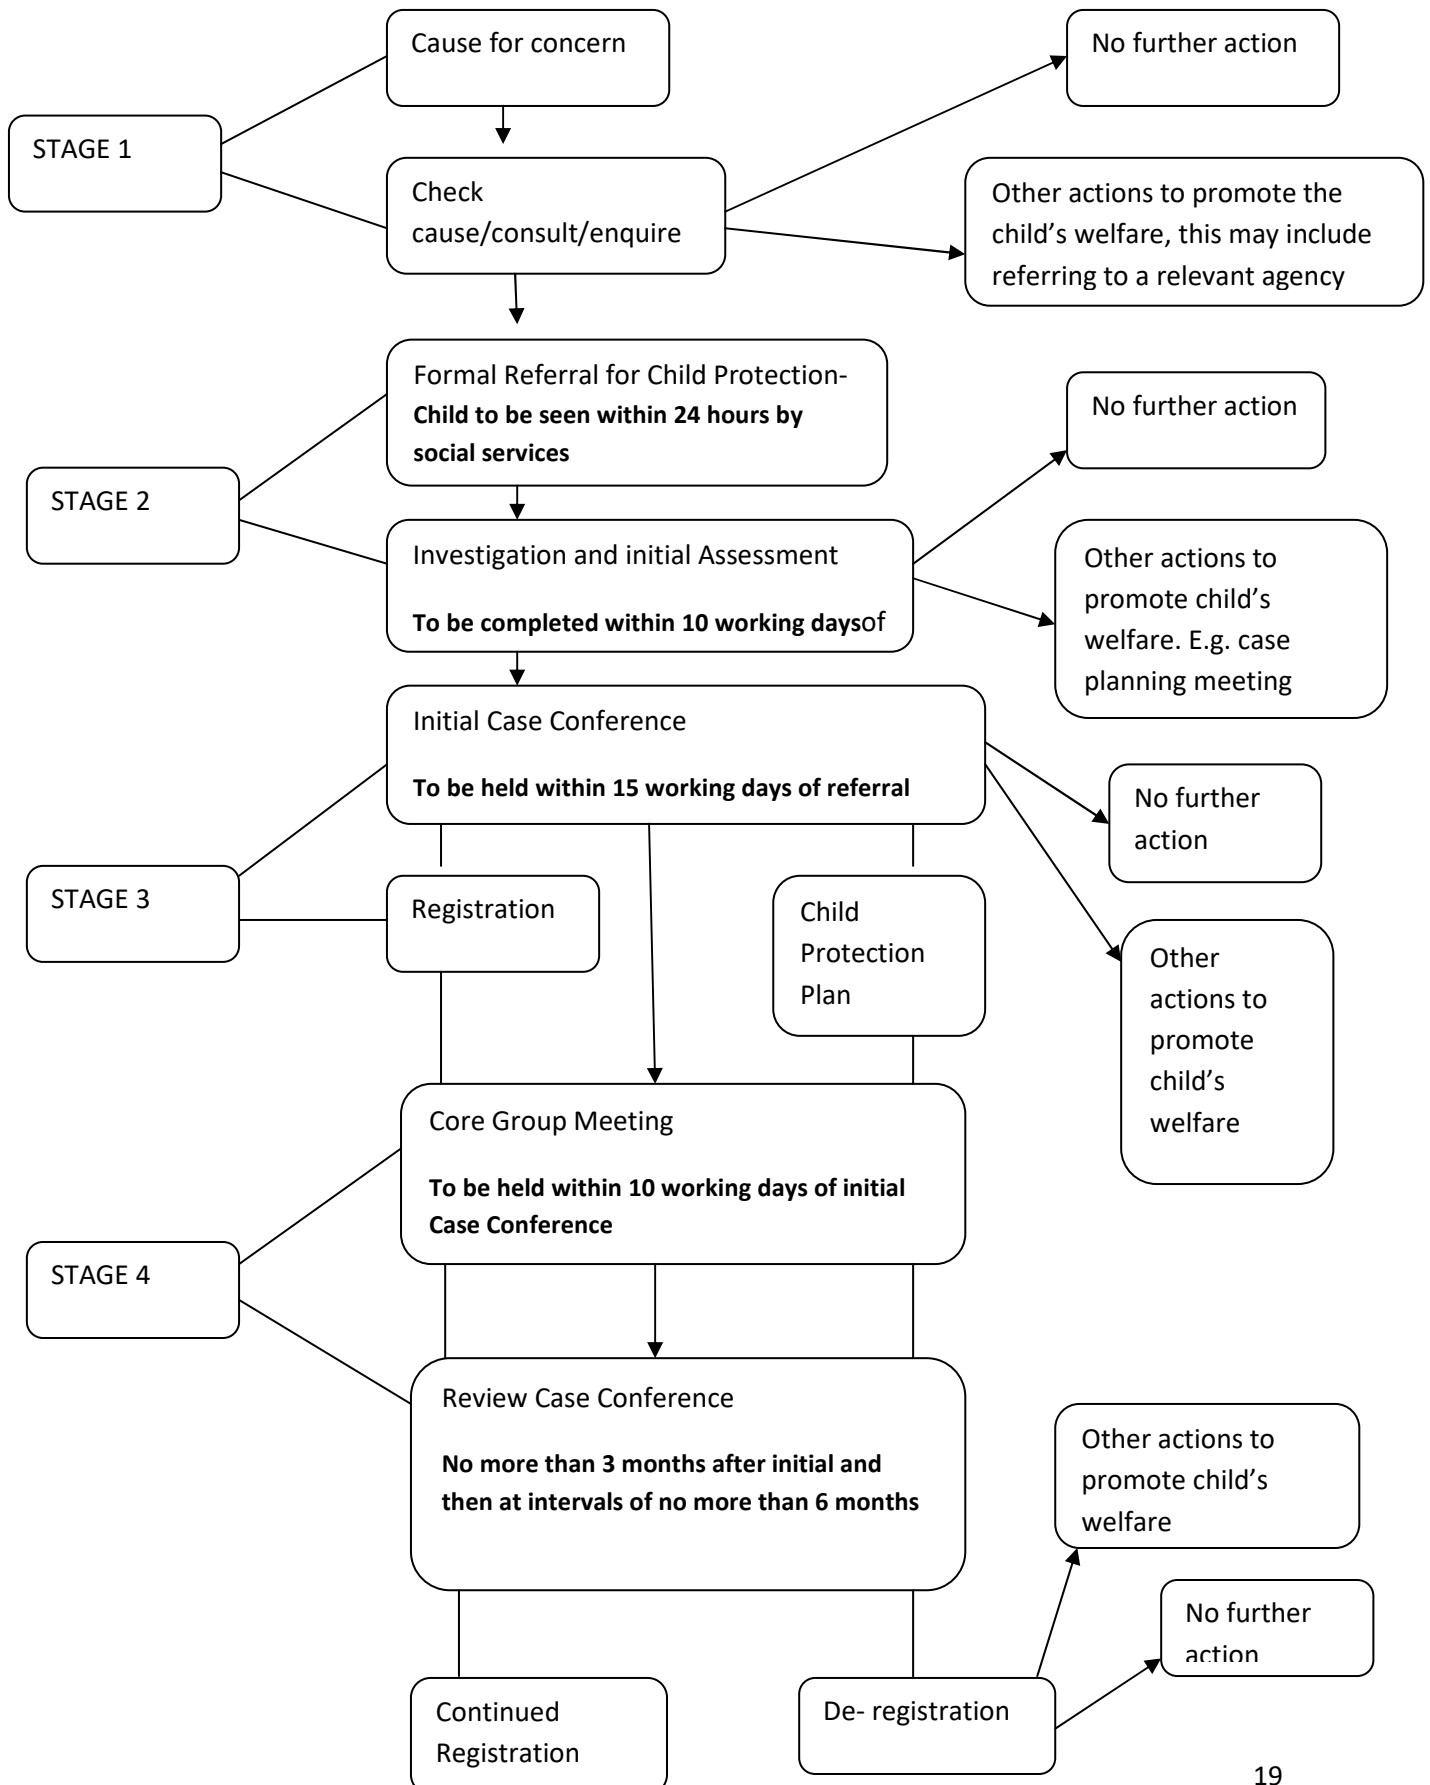 Cause for concern
No further action
STAGE 1
Check
cause/consult/enquire
Other actions to promote the
child’s welfare, this may include
referring to a relevant agency
Formal Referral for Child Protection-
Child to be seen within 24 hours by
social services
No further action
STAGE 2
Investigation and initial Assessment
To be completed within 10 working daysof
Other actions to
promote child’s
welfare. E.g. case
planning meeting
Initial Case Conference
To be held within 15 working days of referral
No further
action
STAGE 3
Registration
Child
Protection
Plan
Other
actions to
promote
child’s
welfare
Core Group Meeting
To be held within 10 working days of initial
Case Conference
STAGE 4
Review Case Conference
No more than 3 months after initial and
then at intervals of no more than 6 months
Other actions to
promote child’s
welfare
No further
action
Continued
Registration
De- registration
19